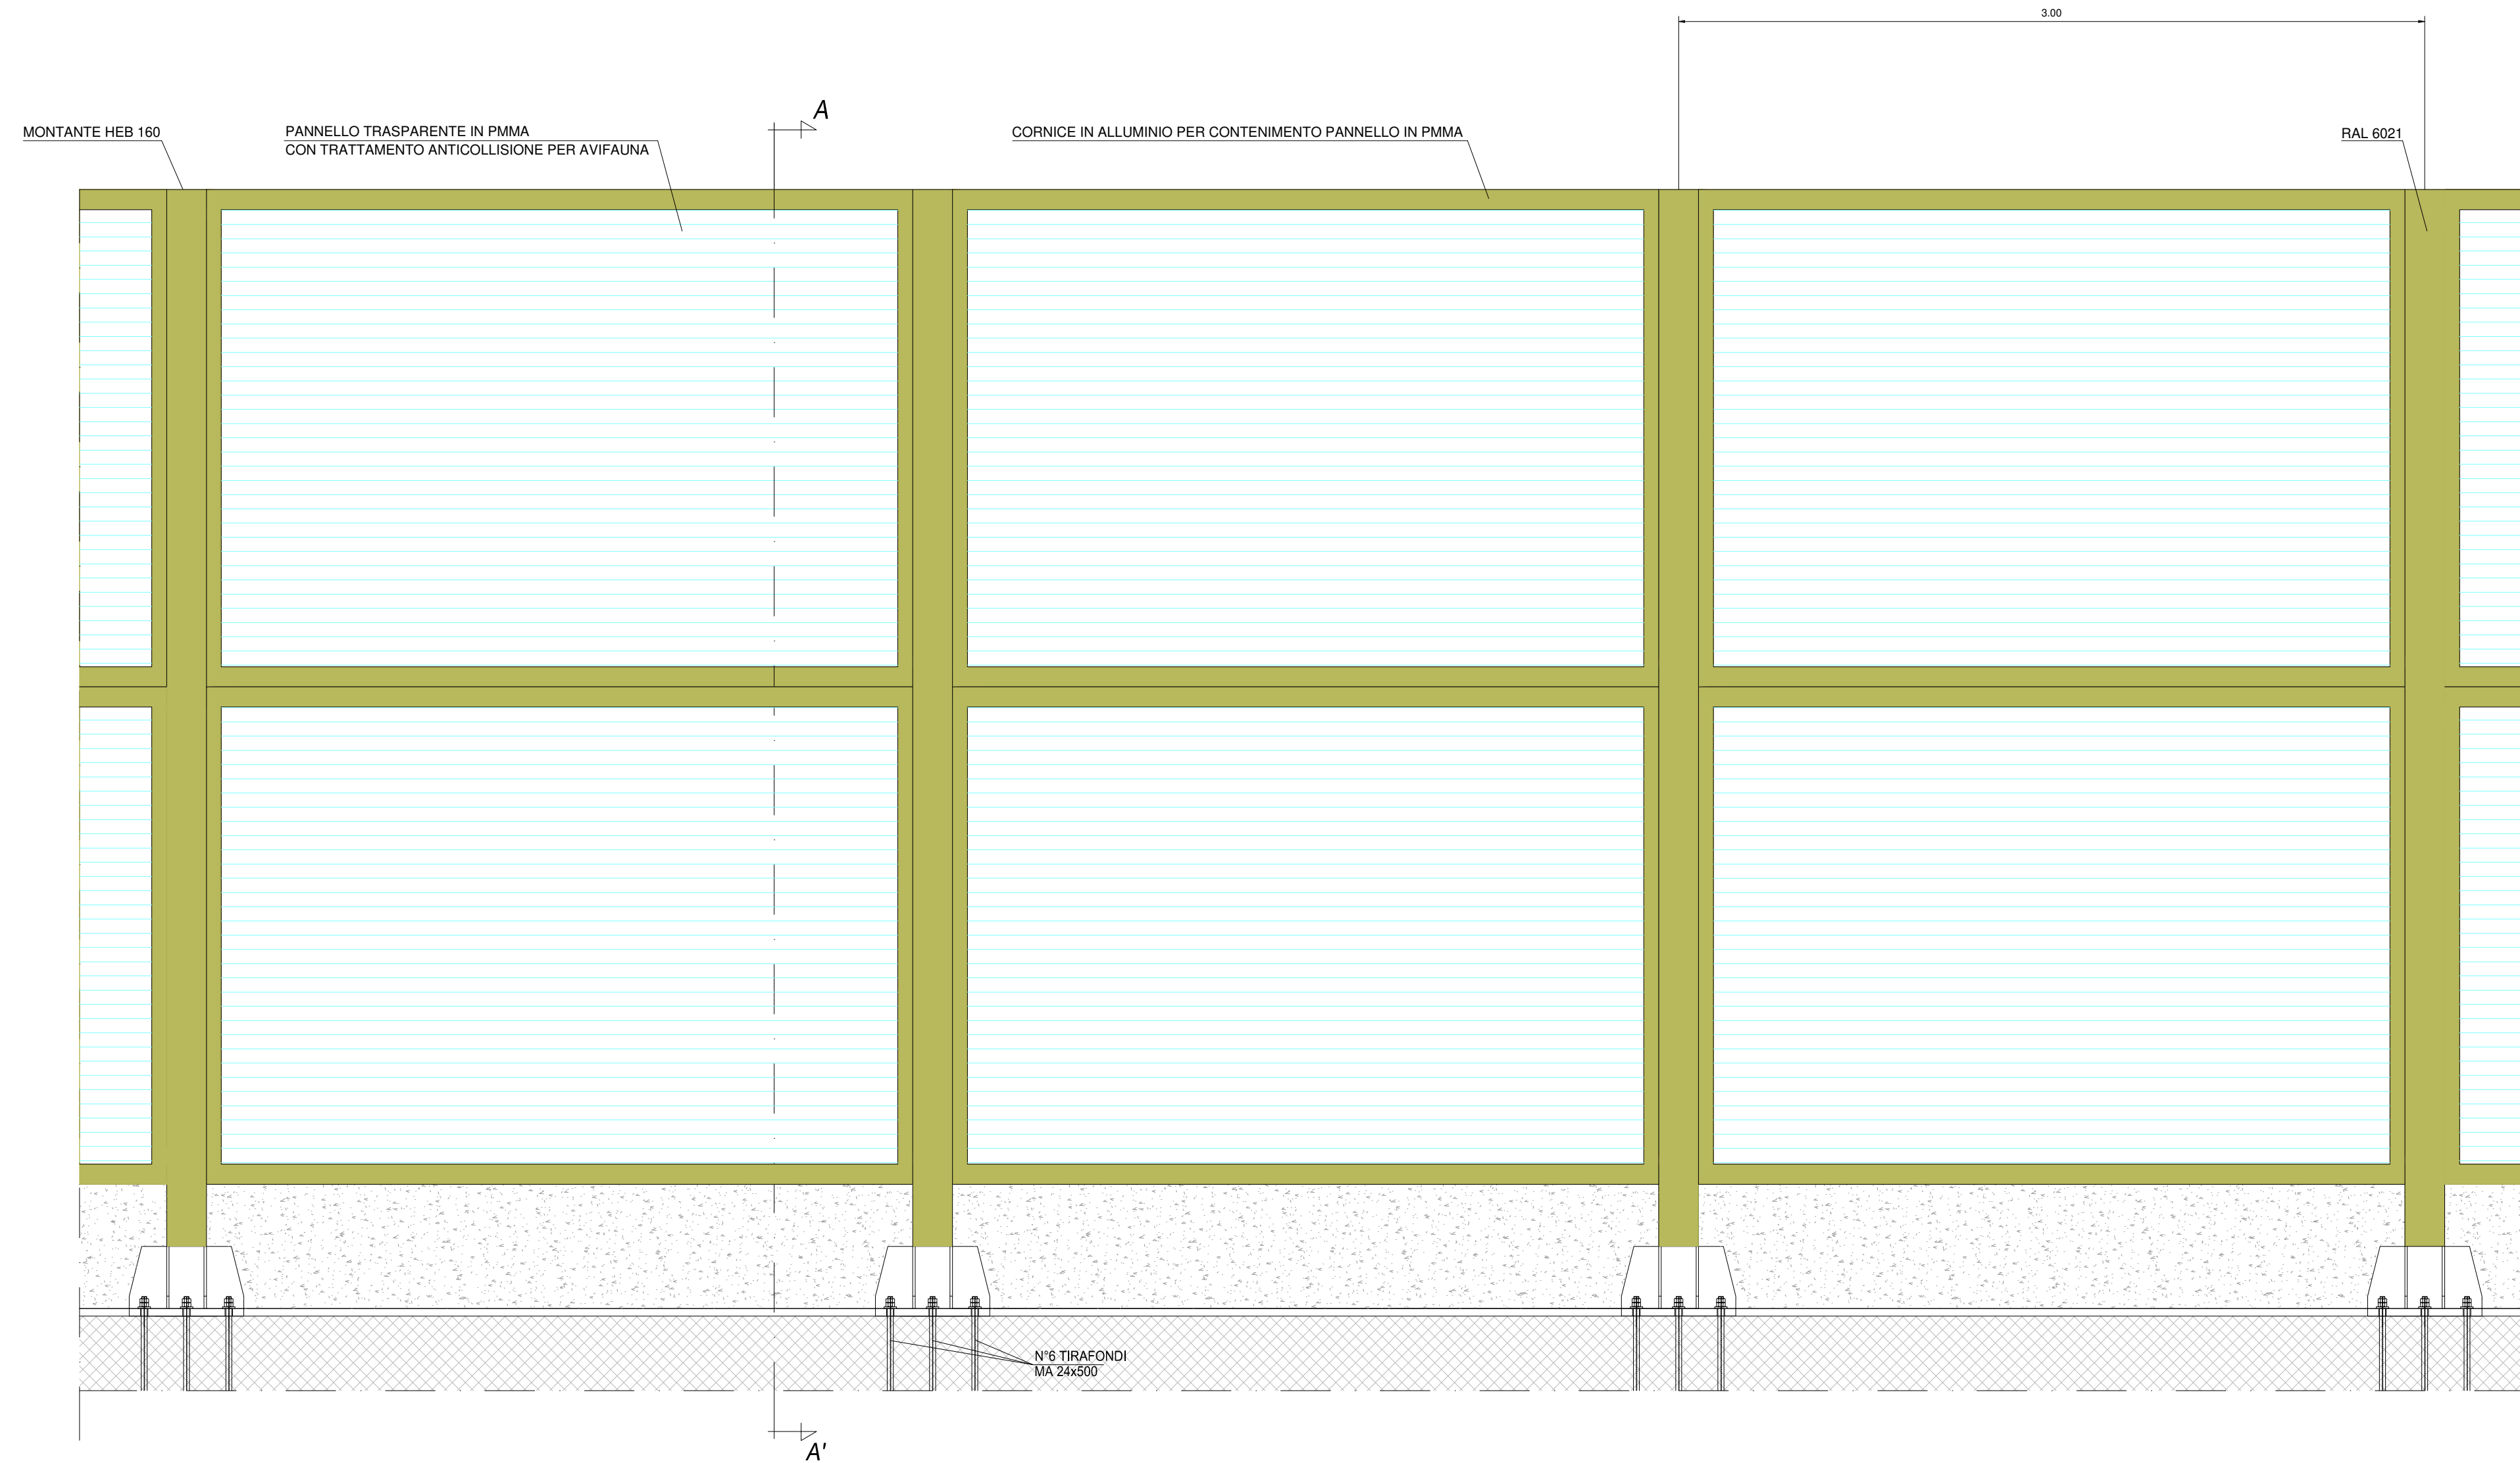 3.00
A
MONTANTE HEB 160
PANNELLO TRASPARENTE IN PMMA
CON TRATTAMENTO ANTICOLLISIONE PER AVIFAUNA
CORNICE IN ALLUMINIO PER CONTENIMENTO PANNELLO IN PMMA
RAL 6021
N°6 TIRAFONDI
MA 24x500
A'